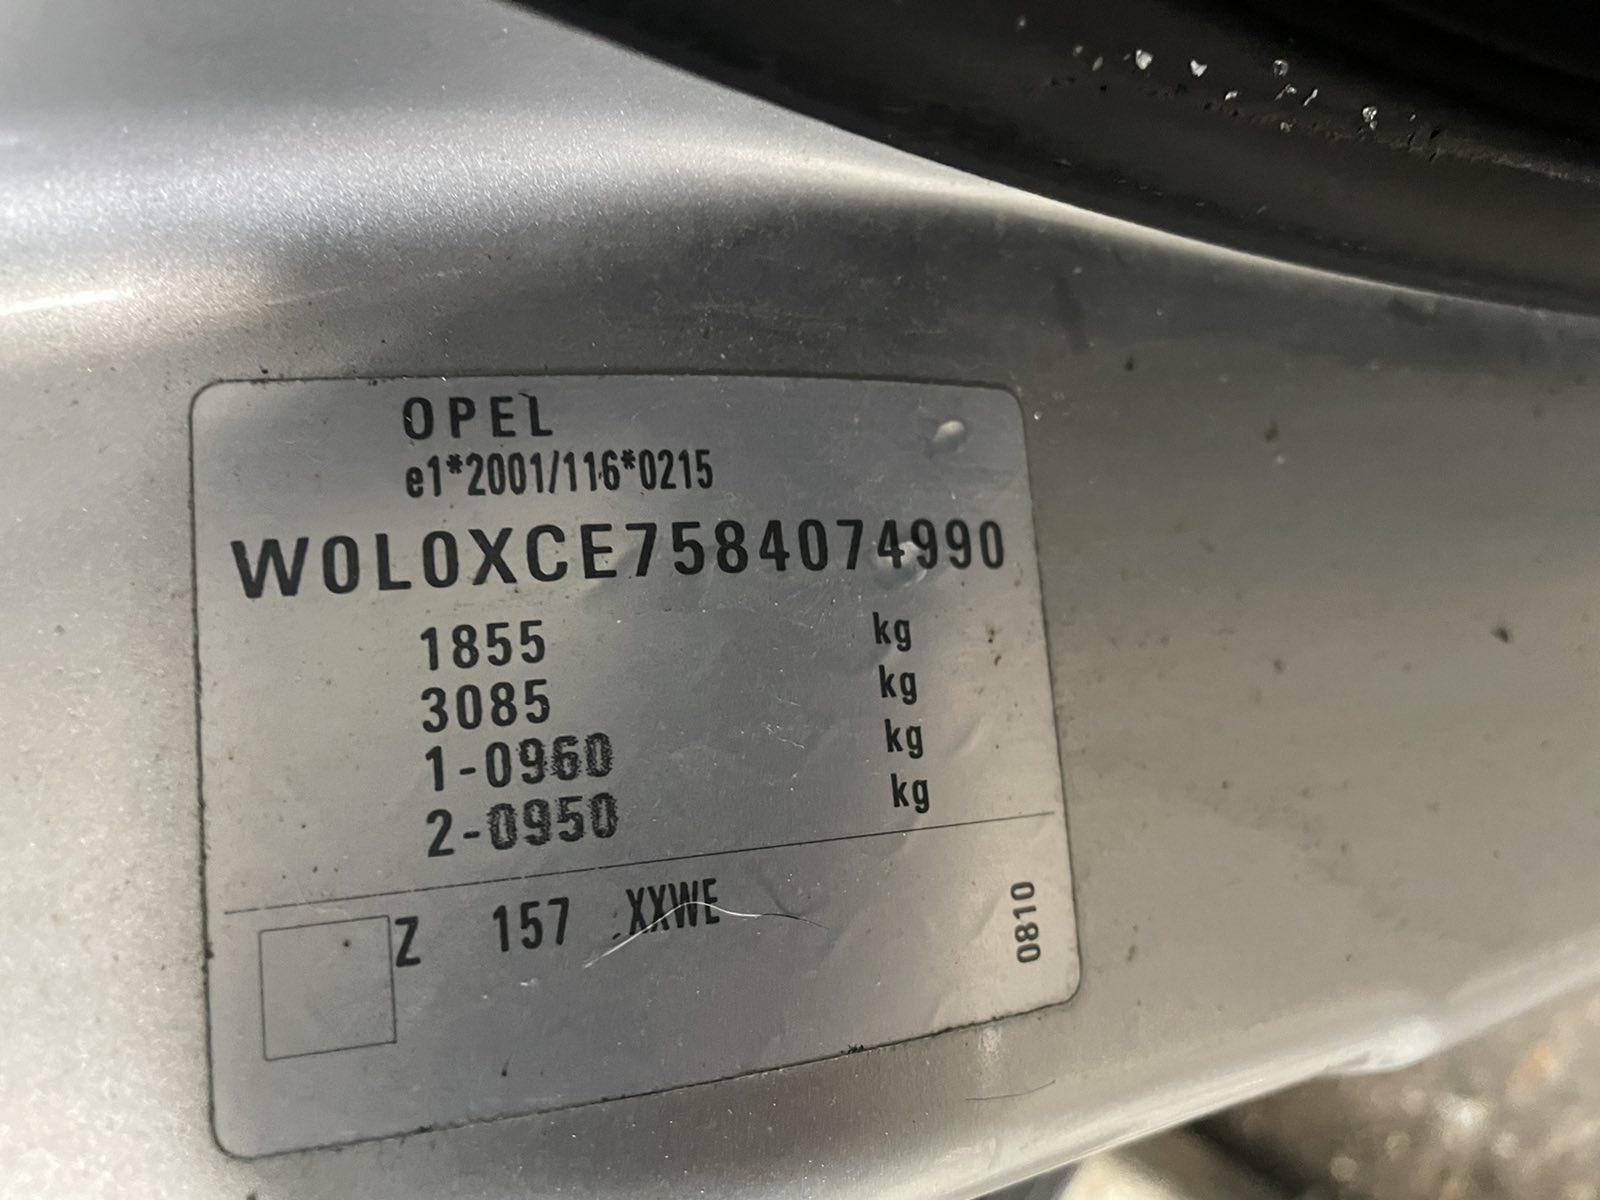 OPEL
e1*2001/116*0215
W0L0XCE7584074990
1855 kg
3085 kg
1-0960 kg
2-0950 kg
Z 157 XXWE
0810